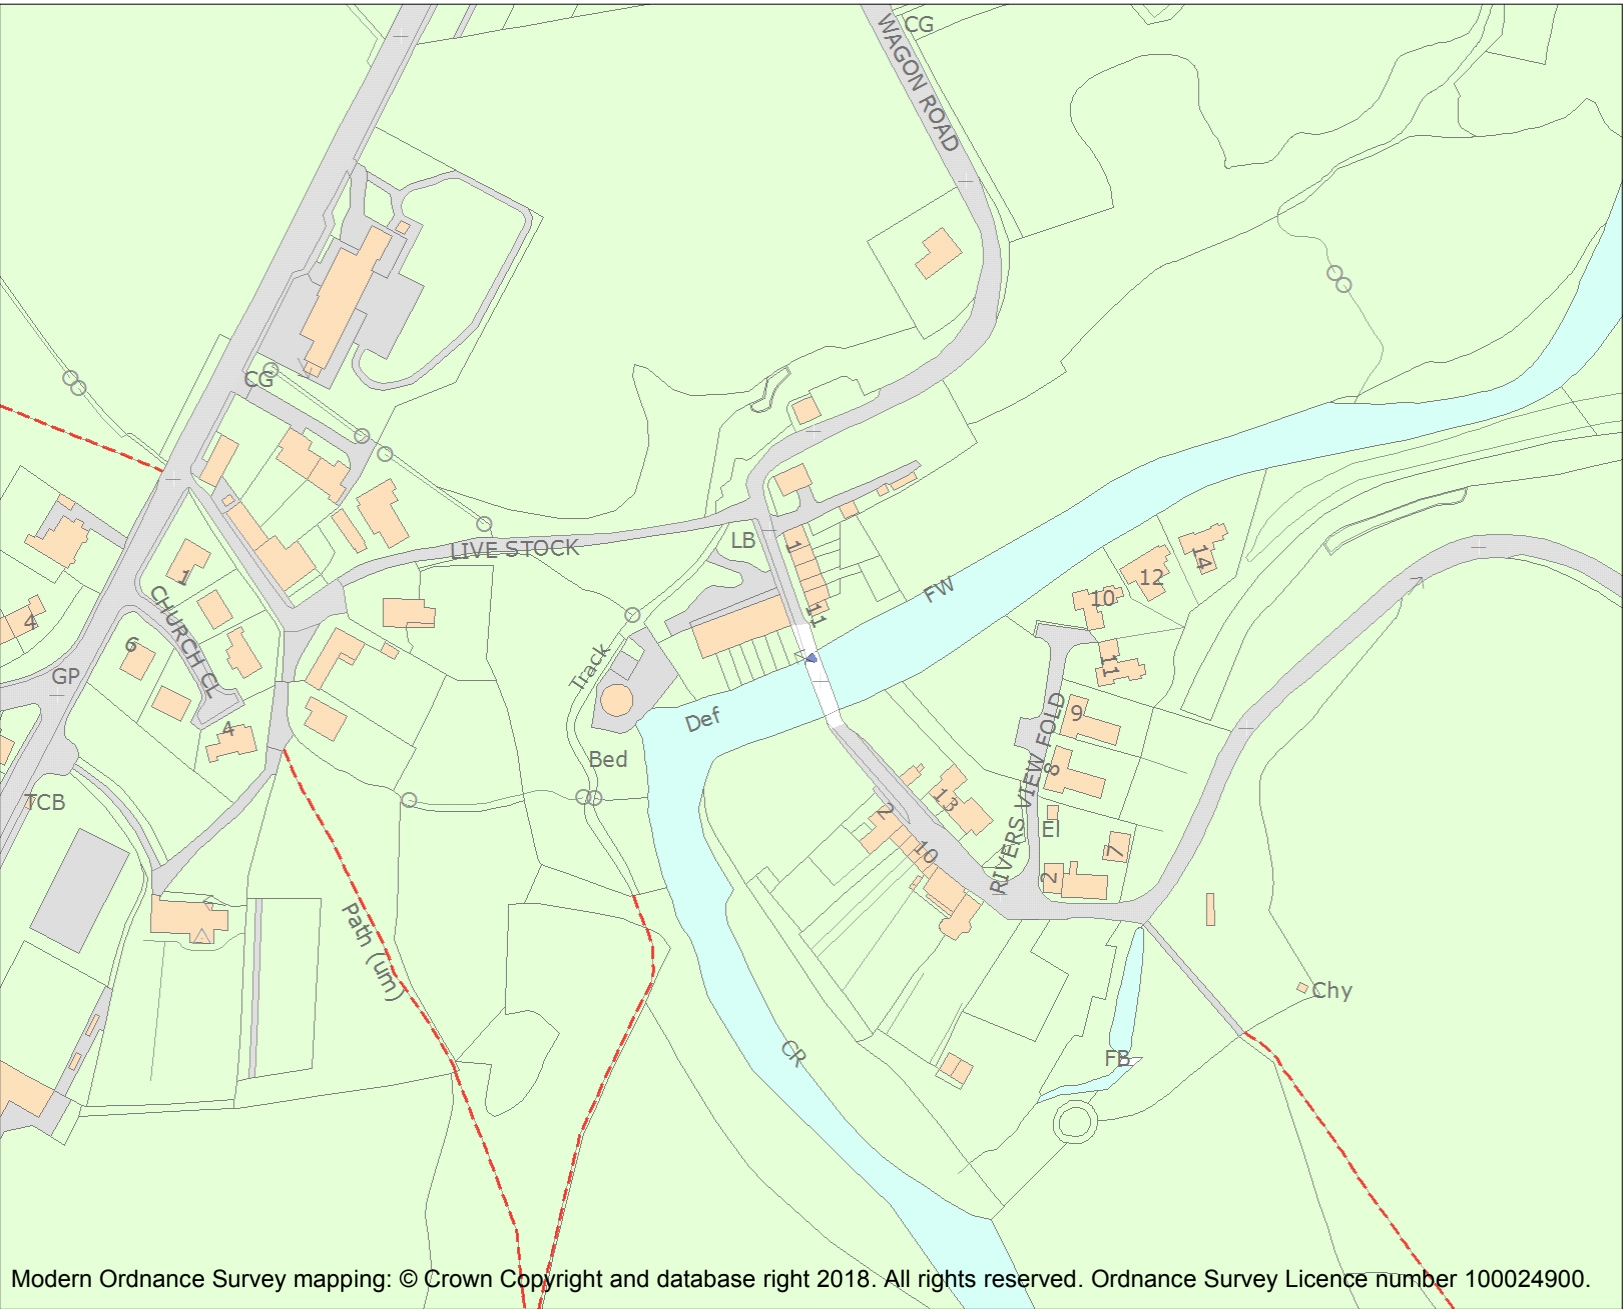 CG
WAGON ROAD
CG
LIVE STOCK
LB
1
11
FW
14
12
10
11
1
CHURCH CL
4
6
4
GP
Track
Def
Bed
TCB
9
8
RIVERS VIEW FOLD
El
7
2
13
2
10
Path (um)
Chy
CR
FB
Modern Ordnance Survey mapping: © Crown Copyright and database right 2018. All rights reserved. Ordnance Survey Licence number 100024900.